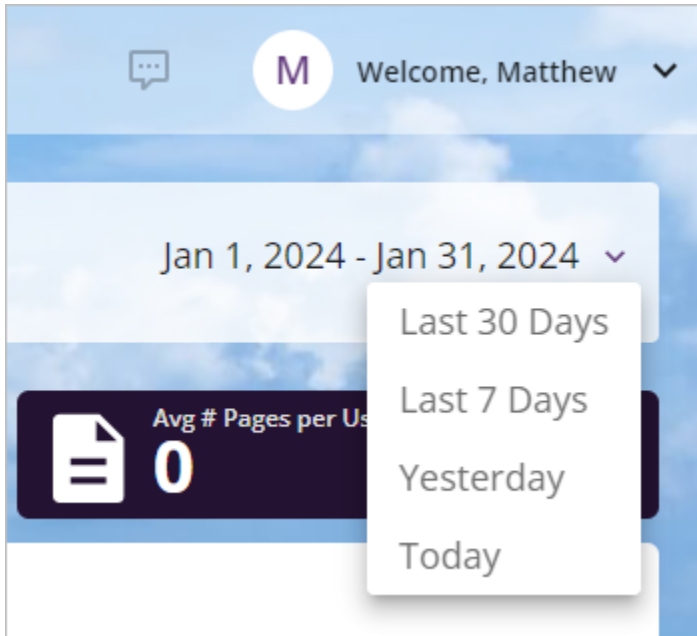 M Welcome, Matthew
Jan 1, 2024 - Jan 31, 2024
Last 30 Days
Last 7 Days
Yesterday
Today
Avg # Pages per
0